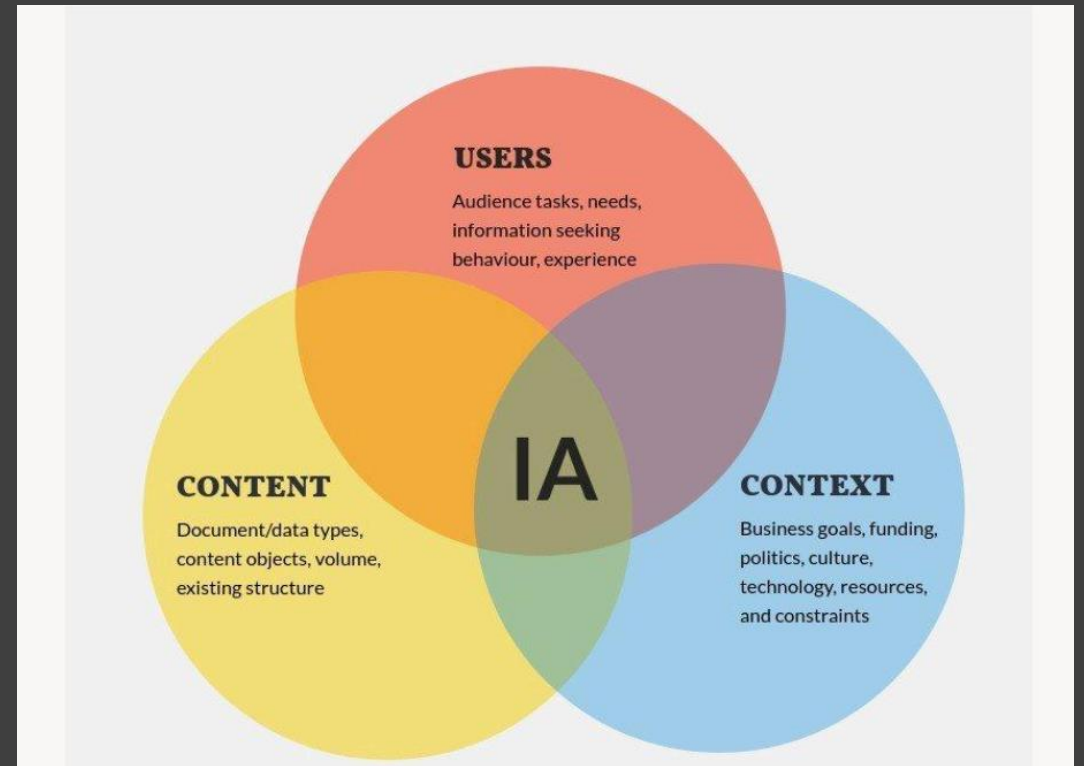 USERS
Audience tasks, needs,
information seeking
behaviour, experience
IA
CONTENT
Document/data types,
content objects, volume,
existing structure
CONTEXT
Business goals, funding,
politics, culture,
technology, resources,
and constraints